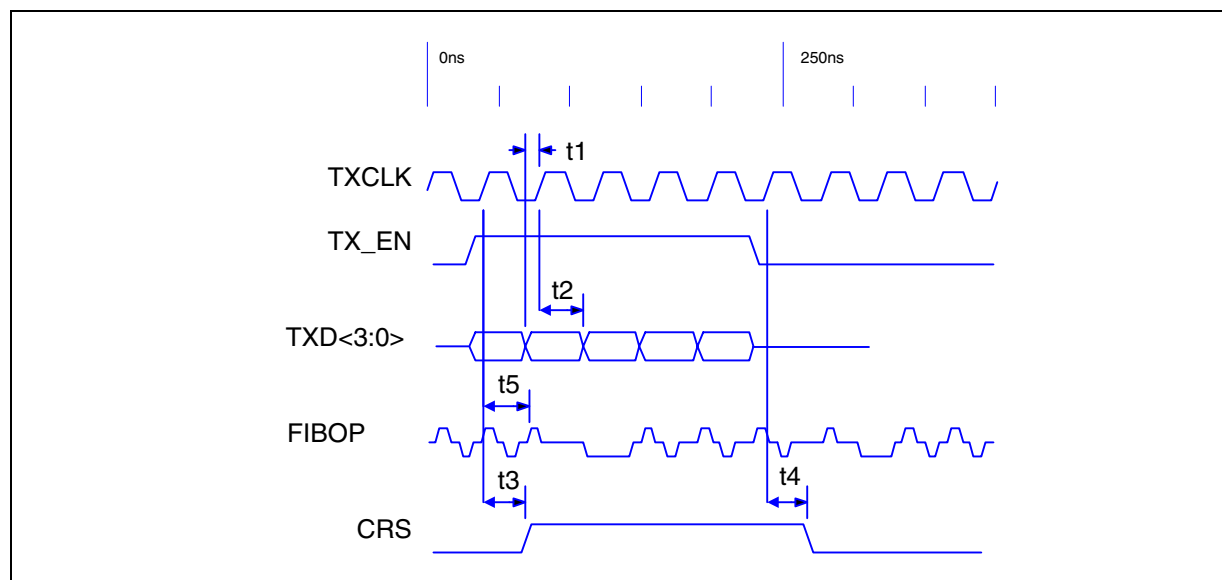 0ns 250ns
t1
TXCLK
TX_EN
t2
TXD<3:0>
t5
FIBOP
t3 t4
CRS